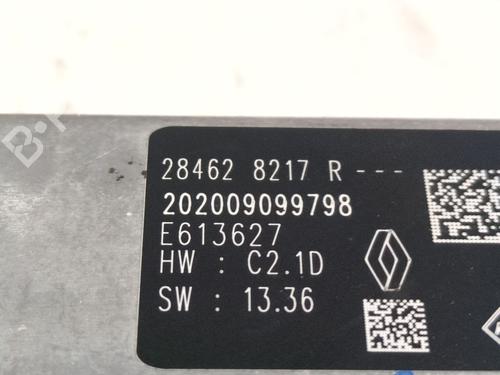 28462 8217 R ---
202009099798
E613627
HW : C2.1D
SW : 13.36